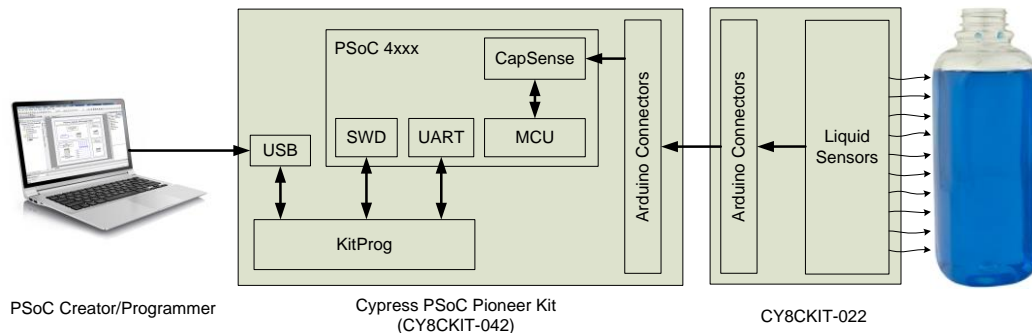 PSoC 4xxx
CapSense
SWD
UART
MCU
USB
KitProg
Arduino Connectors
Arduino Connectors
Liquid
Sensors
PSoC Creator/Programmer
Cypress PSoC Pioneer Kit
(CY8CKIT-042)
CY8CKIT-022